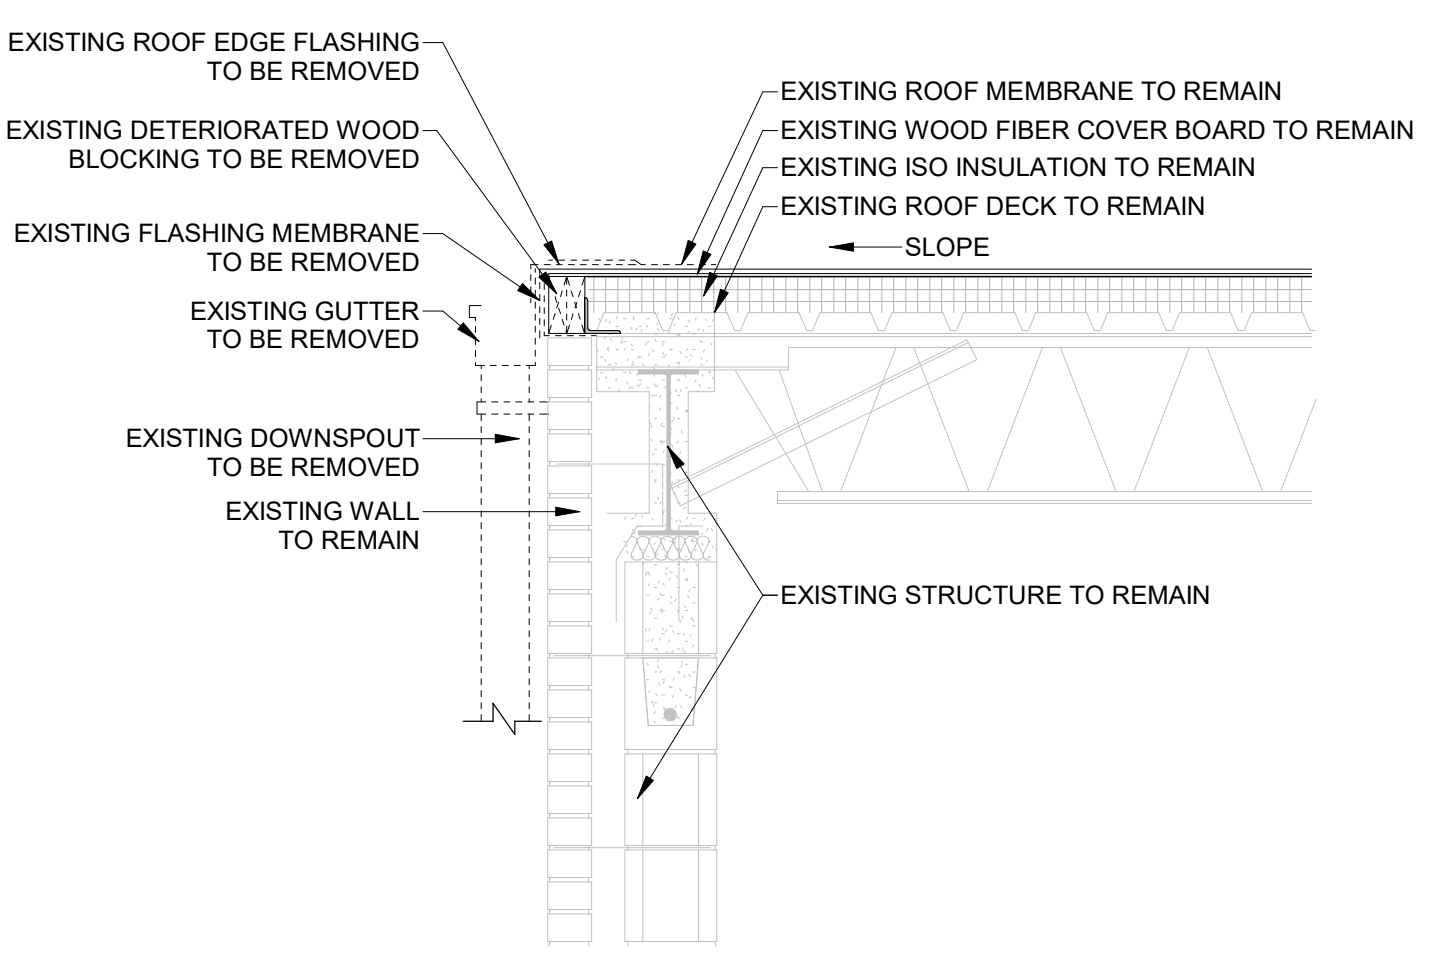 EXISTING ROOF EDGE FLASHING
TO BE REMOVED
EXISTING DETERIORATED WOOD
BLOCKING TO BE REMOVED
EXISTING FLASHING MEMBRANE
TO BE REMOVED
EXISTING GUTTER
TO BE REMOVED
EXISTING DOWNSPOUT
TO BE REMOVED
EXISTING WALL
TO REMAIN
EXISTING ROOF MEMBRANE TO REMAIN
EXISTING WOOD FIBER COVER BOARD TO REMAIN
EXISTING ISO INSULATION TO REMAIN
EXISTING ROOF DECK TO REMAIN
SLOPE
EXISTING STRUCTURE TO REMAIN